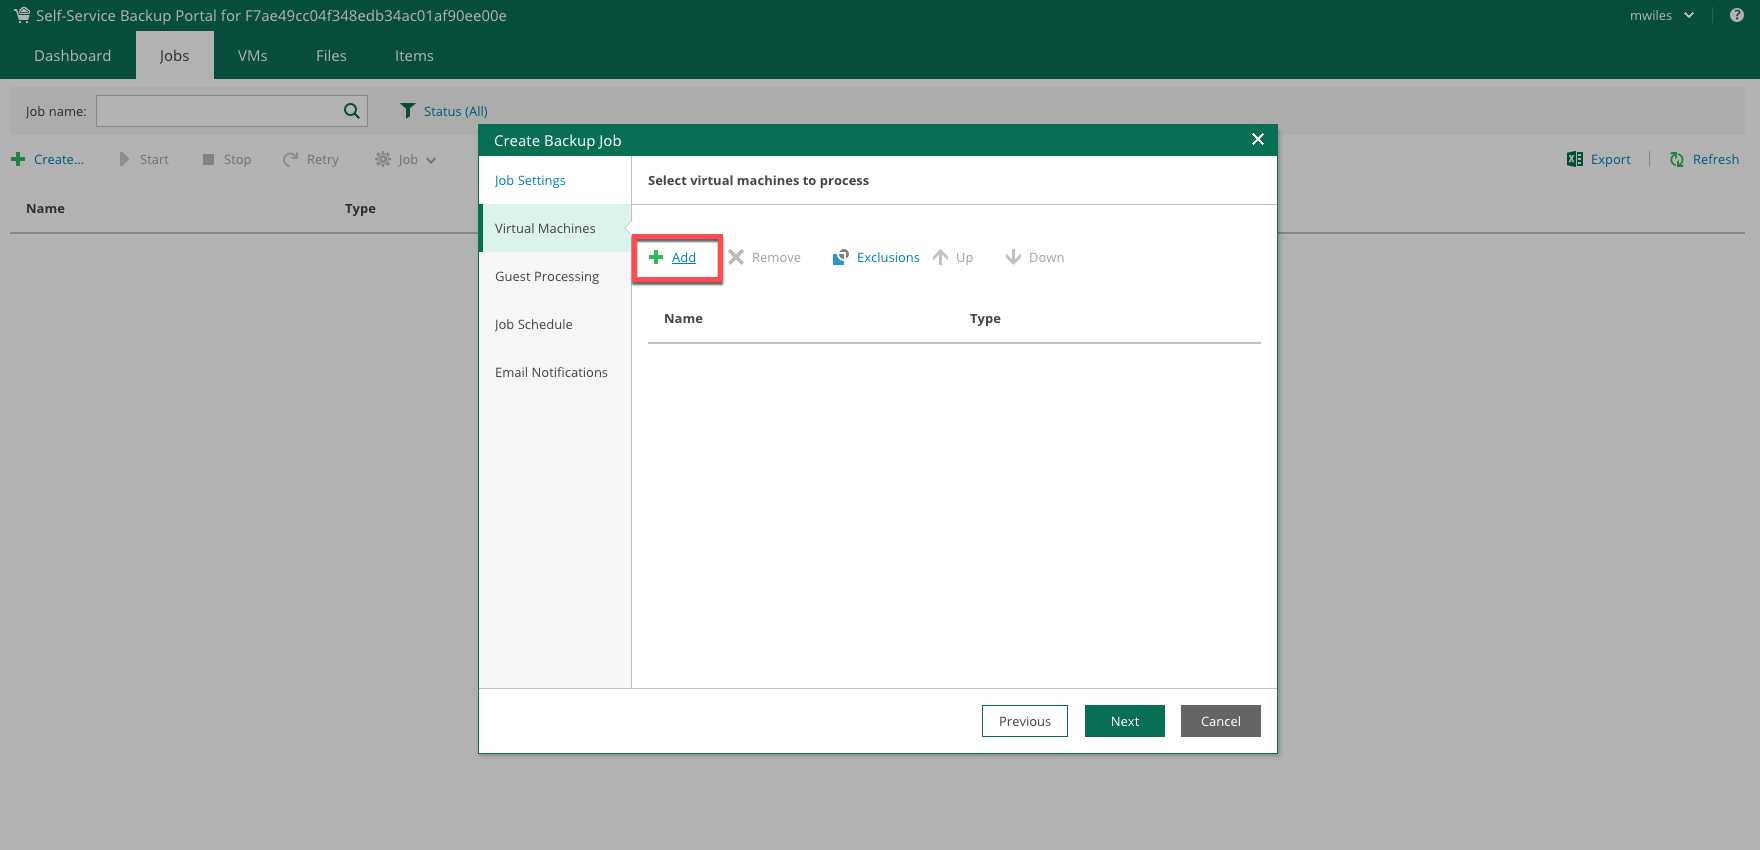 Self-Service Backup Portal for F7ae49cc04f348edb34ac01af90ee00e
mwiles
Dashboard Jobs VMs Files Items
Job name:
Status (All)
Create... Start Stop Retry Job Export Refresh
Name Type
Create Backup Job
Job Settings
Virtual Machines
Guest Processing
Job Schedule
Email Notifications
Select virtual machines to process
Add Remove Exclusions Up Down
Name Type
Previous Next Cancel